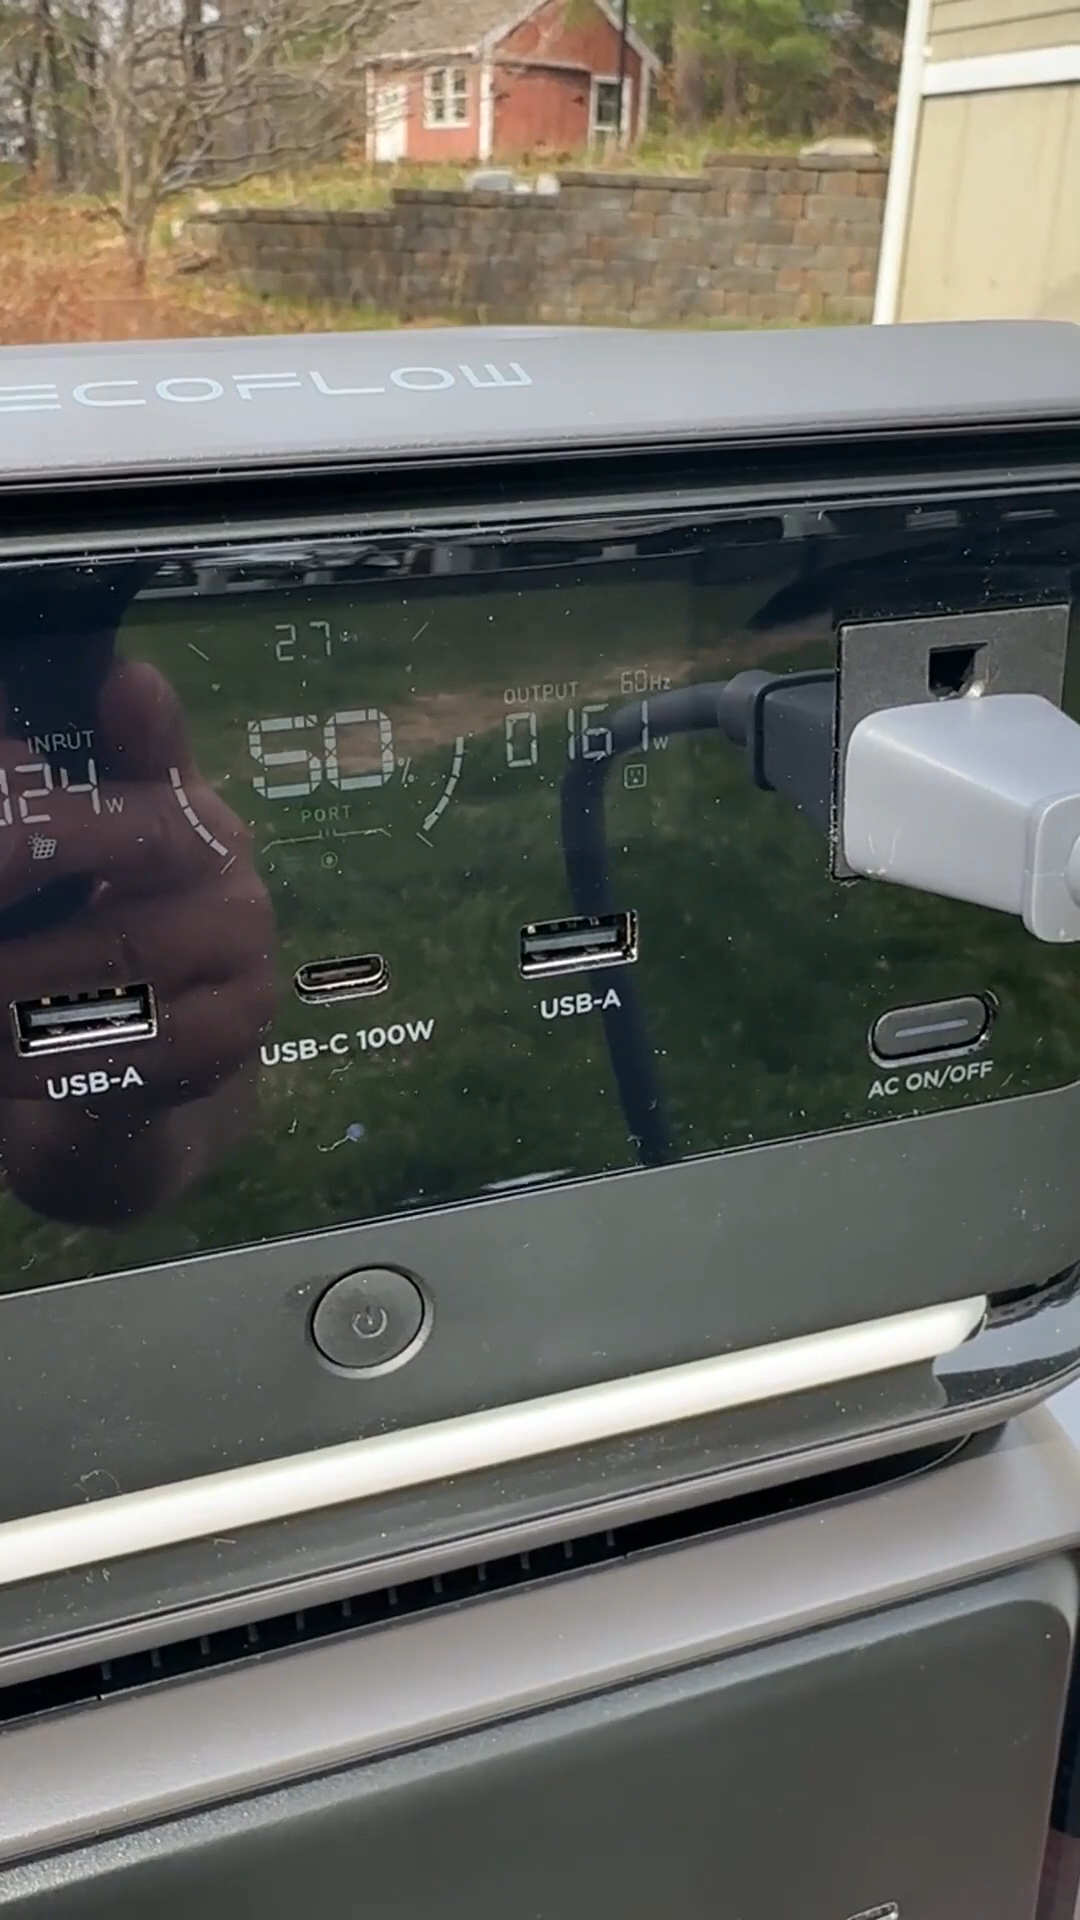 ECOFLOW
2.7
INPUT
024W
50%
PORT
OUTPUT 60Hz
0161W
USB-A
USB-C 100W
USB-A
AC ON/OFF